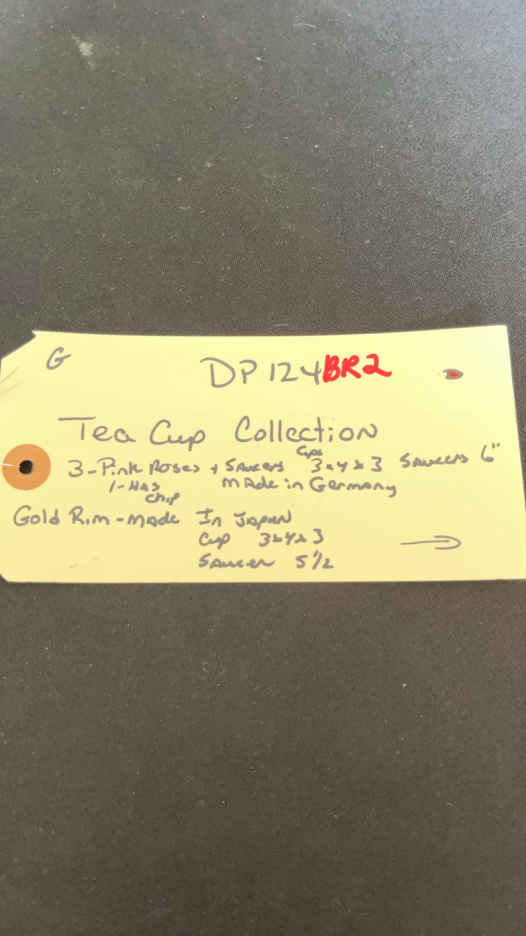 G
DP124BR2
Tea Cup Collection
3-Pink Roses + Saucers Cups 3x4x3 Saucers 6"
1-Has Chip
Made in Germany
Gold Rim-Made In Japan
Cup 3x4x3
Saucer 5 1/2